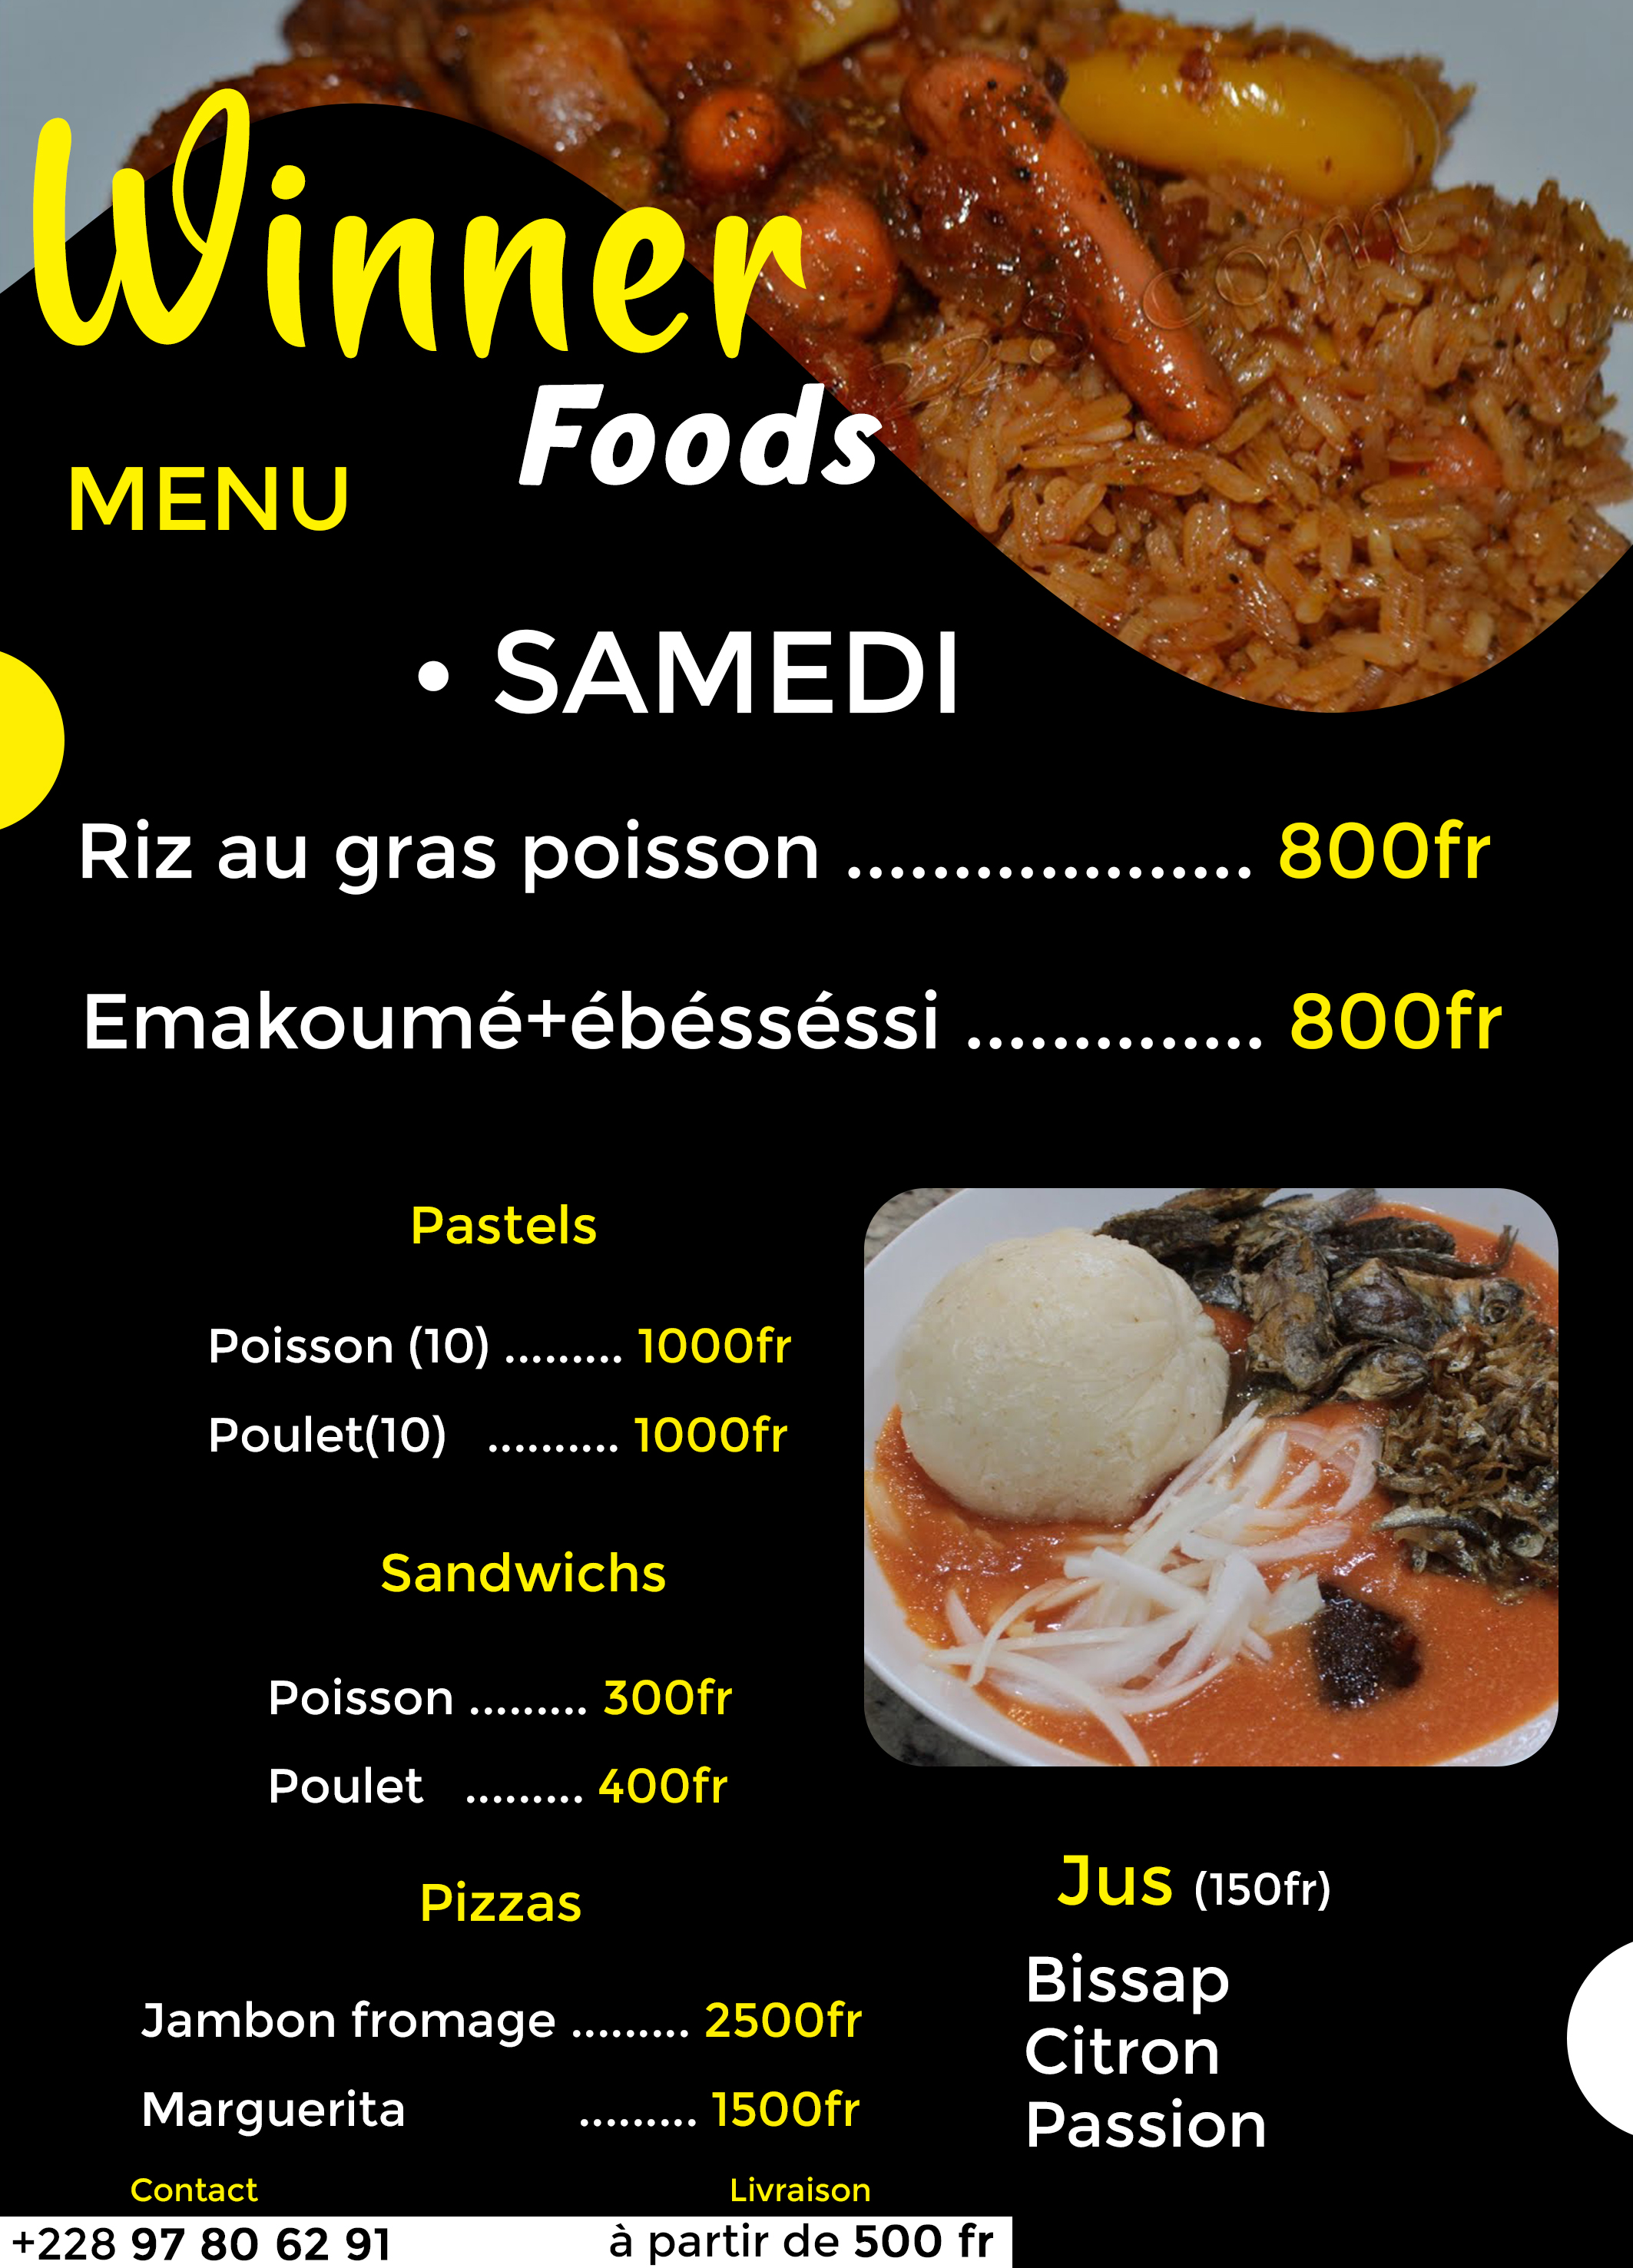 Winner
Foods
MENU
• SAMEDI
Riz au gras poisson ................... 800fr
Emakoumé+ébésséssi .............. 800fr
Pastels
Poisson (10) ......... 1000fr
Poulet(10) .......... 1000fr
Sandwichs
Poisson ......... 300fr
Poulet ......... 400fr
Pizzas
Jambon fromage ......... 2500fr
Marguerita ......... 1500fr
Jus (150fr)
Bissap
Citron
Passion
Contact
+228 97 80 62 91
Livraison
à partir de 500 fr